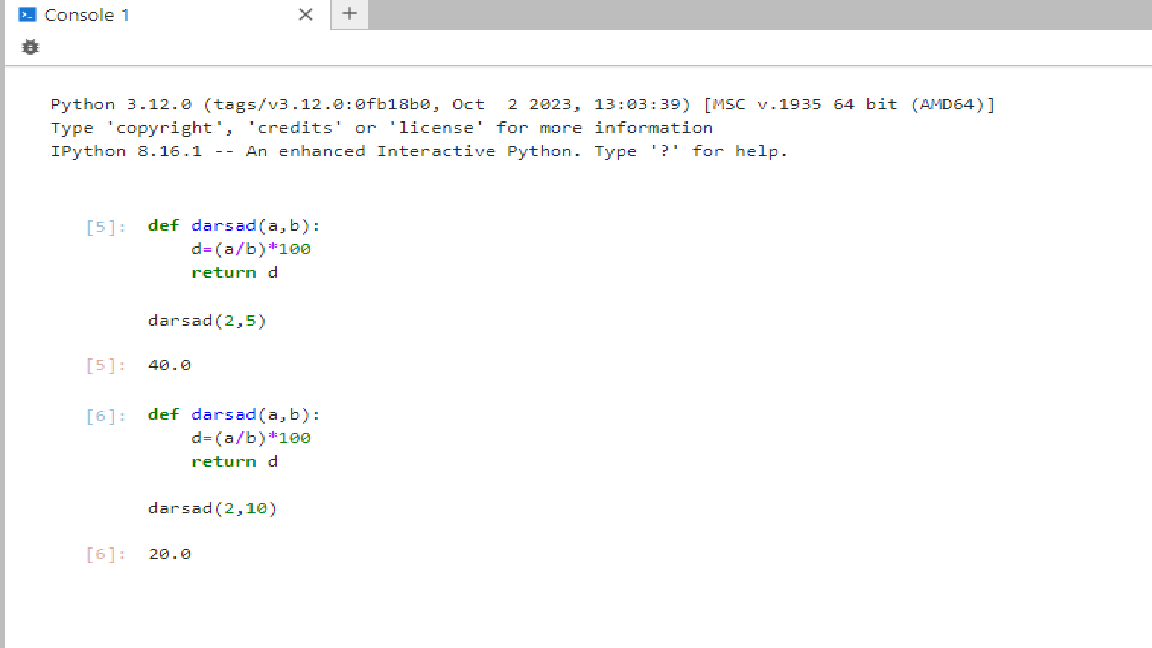 Console 1
Python 3.12.0 (tags/v3.12.0:0fb18b0, Oct  2 2023, 13:03:39) [MSC v.1935 64 bit (AMD64)]
Type 'copyright', 'credits' or 'license' for more information
IPython 8.16.1 -- An enhanced Interactive Python. Type '?' for help.
[5]: def darsad(a,b):
    d=(a/b)*100
    return d
darsad(2,5)
[5]: 40.0
[6]: def darsad(a,b):
    d=(a/b)*100
    return d
darsad(2,10)
[6]: 20.0